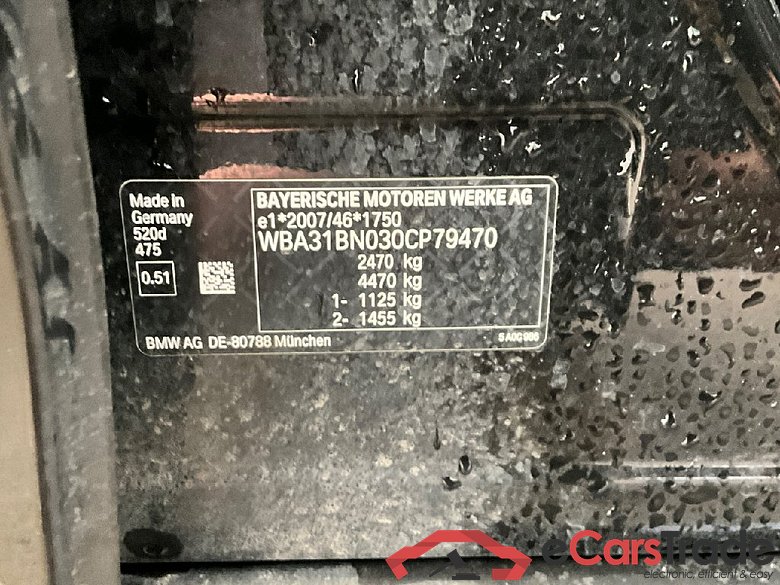 Made in
Germany
520d
475
0.51
BAYERISCHE MOTOREN WERKE AG
e1*2007/46*1750
WBA31BN030CP79470
2470 kg
4470 kg
1- 1125 kg
2- 1455 kg
BMW AG DE-80788 München
eCarsTrade
electronic, efficient & easy